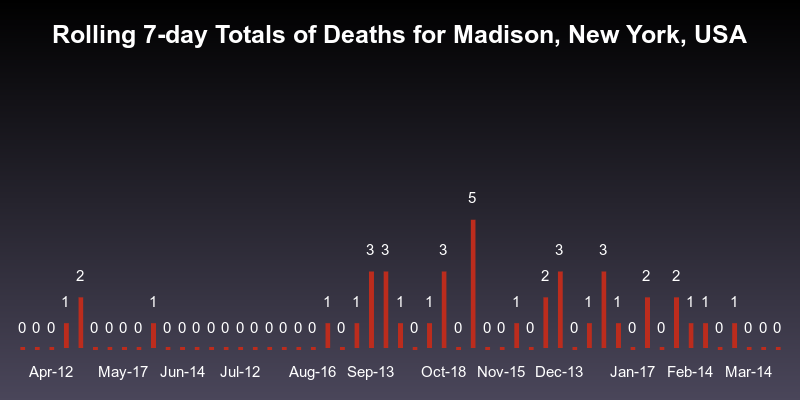 Rolling 7-day Totals of Deaths for Madison, New York, USA
5
3 3 3 3 3
2 2 2 2
1 1 1 1 1 1 1 1 1 1 1 1
0 0 0 0 0 0 0 0 0 0 0 0 0 0 0 0 0 0 0 0 0 0 0 0 0 0 0 0 0 0 0
Apr-12 May-17 Jun-14 Jul-12 Aug-16 Sep-13 Oct-18 Nov-15 Dec-13 Jan-17 Feb-14 Mar-14